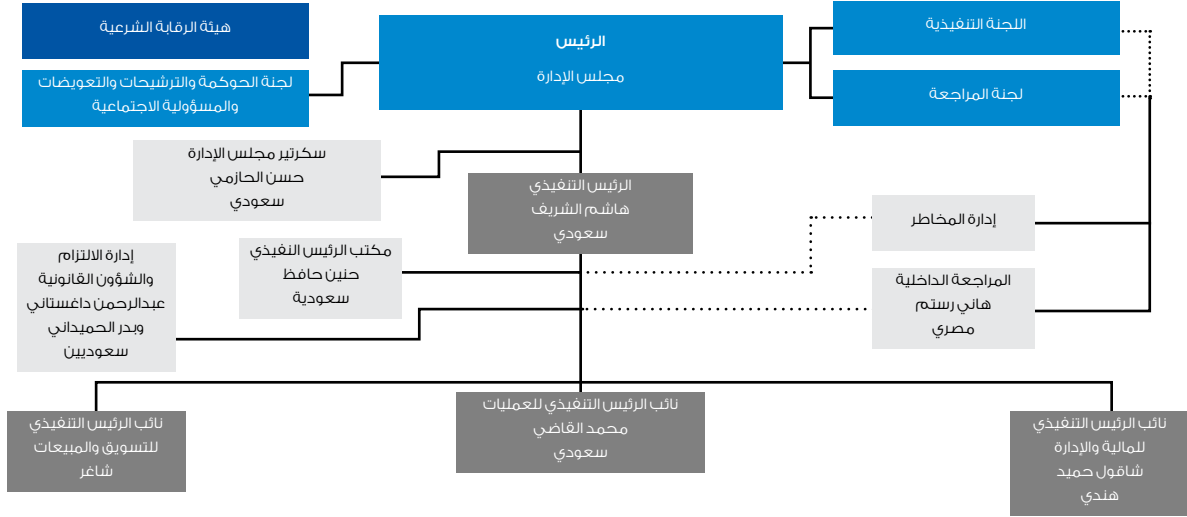 هيئة الرقابة الشرعية
الرئيس
مجلس الإدارة
اللجنة التنفيذية
لجنة الحوكمة والترشيحات والتعويضات
والمسؤولية الاجتماعية
لجنة المراجعة
سكرتير مجلس الإدارة
حسن الحازمي
سعودي
الرئيس التنفيذي
هاشم الشريف
سعودي
إدارة المخاطر
مكتب الرئيس النفيذي
حنين حافظ
سعودية
إدارة الالتزام
والشؤون القانونية
عبدالرحمن داغستاني
وبدر الحميداني
سعوديين
المراجعة الداخلية
هاني رستم
مصري
نائب الرئيس التنفيذي
للمالية والإدارة
شاقول حميد
هندي
نائب الرئيس التنفيذي للعمليات
محمد القاضي
سعودي
نائب الرئيس التنفيذي
للتسويق والمبيعات
شاغر